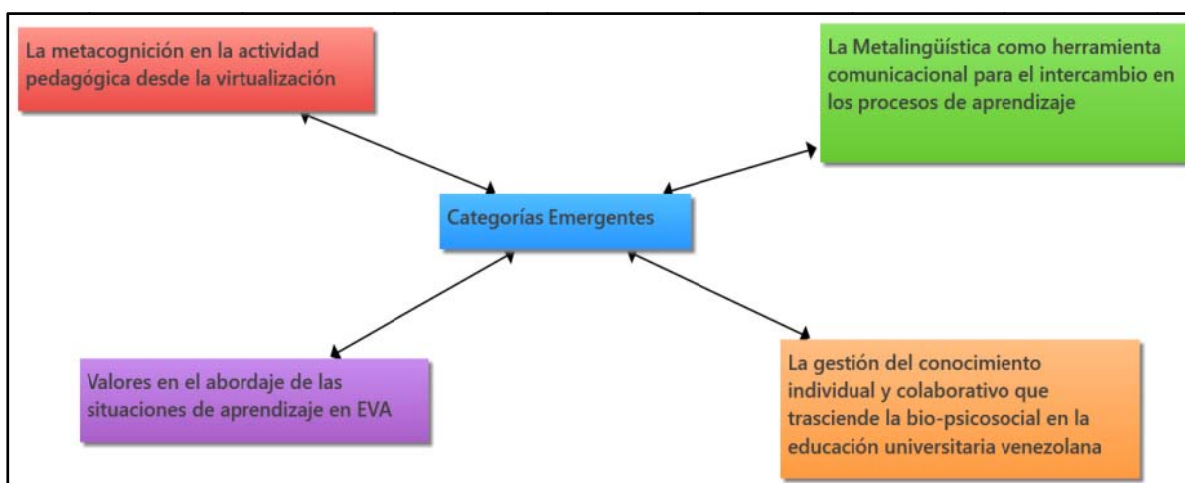 La metacognición en la actividad
pedagógica desde la virtualización
La Metalingüística como herramienta
comunicacional para el intercambio en
los procesos de aprendizaje
Categorías Emergentes
Valores en el abordaje de las
situaciones de aprendizaje en EVA
La gestión del conocimiento
individual y colaborativo que
trasciende la bio-psicosocial en la
educación universitaria venezolana